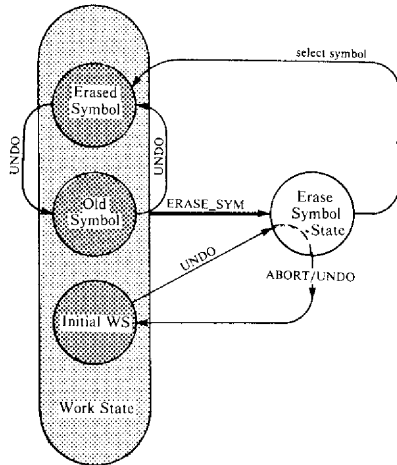 select symbol
Erased
Symbol
UNDO
UNDO
Old
Symbol
ERASE_SYM
Erase
Symbol
State
UNDO
ABORT/UNDO
Initial WS
Work State